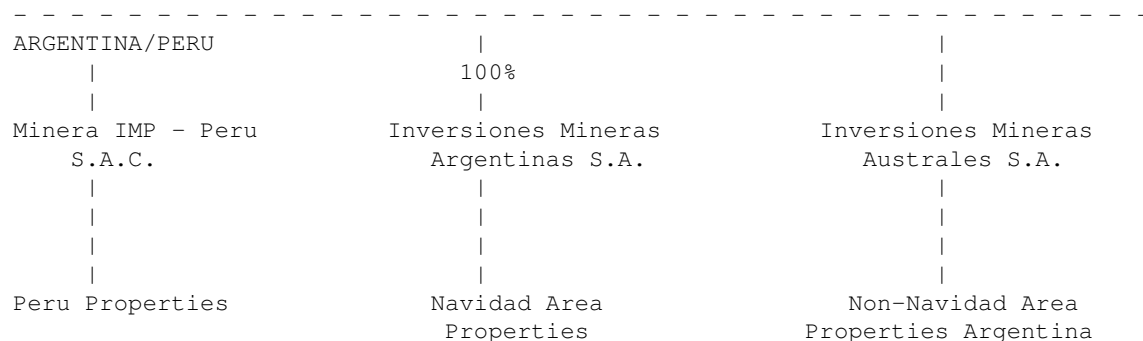 - - - - - - - - - - - - - - - - - - - - - - - - - - - - - - - - - - - - - - - -
ARGENTINA/PERU | |
| 100% |
| | |
Minera IMP - Peru Inversiones Mineras Inversiones Mineras
S.A.C. Argentinas S.A. Australes S.A.
| | |
| | |
| | |
| | |
Peru Properties Navidad Area Non-Navidad Area
Properties Properties Argentina